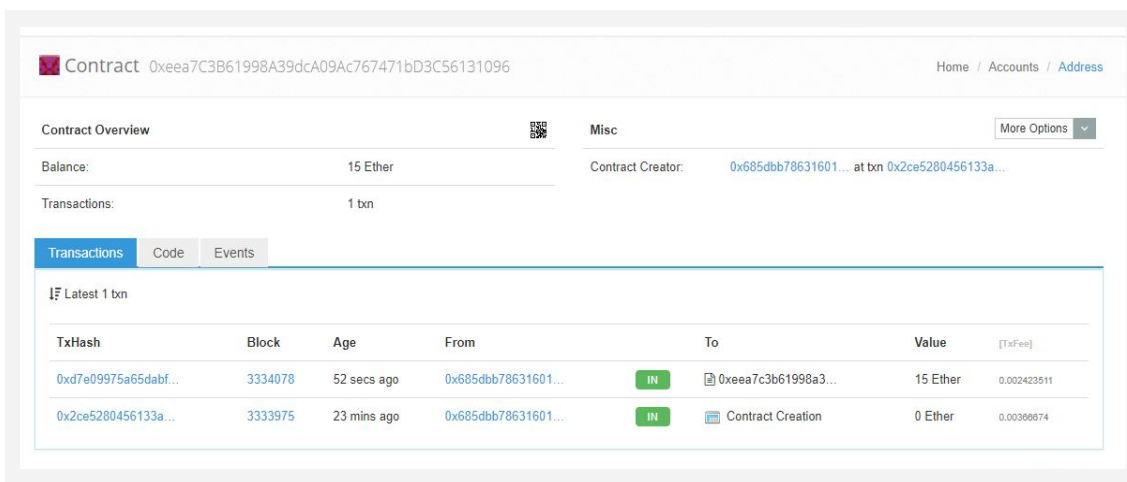 Contract 0xeea7C3B61998A39dcA09Ac767471bD3C56131096
Home / Accounts / Address
Contract Overview
Misc
More Options
Balance: 15 Ether
Contract Creator: 0x685dbb78631601... at txn 0x2ce5280456133a...
Transactions: 1 txn
Transactions Code Events
Latest 1 txn
TxHash Block Age From To Value [TxFee]
0xd7e09975a65dabf... 3334078 52 secs ago 0x685dbb78631601... IN 0xeea7c3b61998a3... 15 Ether 0.002423511
0x2ce5280456133a... 3333975 23 mins ago 0x685dbb78631601... IN Contract Creation 0 Ether 0.00366674